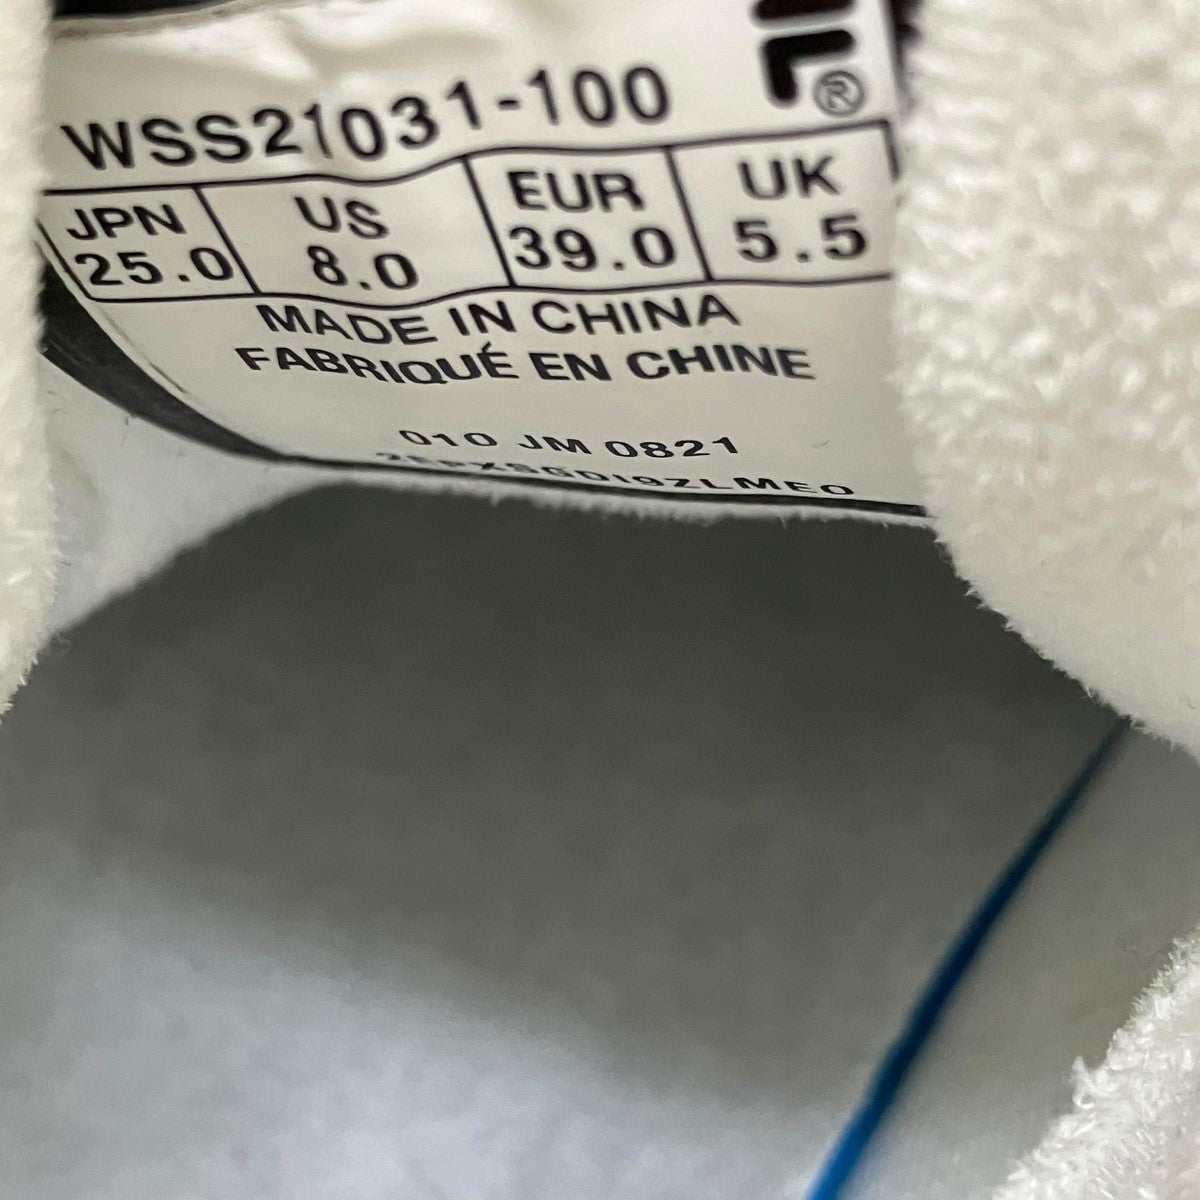 WSS21031-100
®
JPN US EUR UK
25.0 8.0 39.0 5.5
MADE IN CHINA
FABRIQUÉ EN CHINE
010 JM 0821